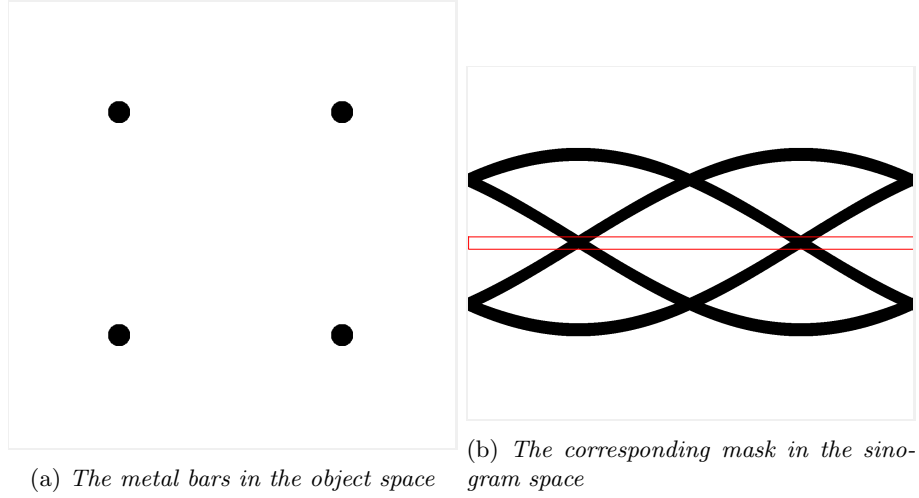 (a) The metal bars in the object space
(b) The corresponding mask in the sino-
gram space